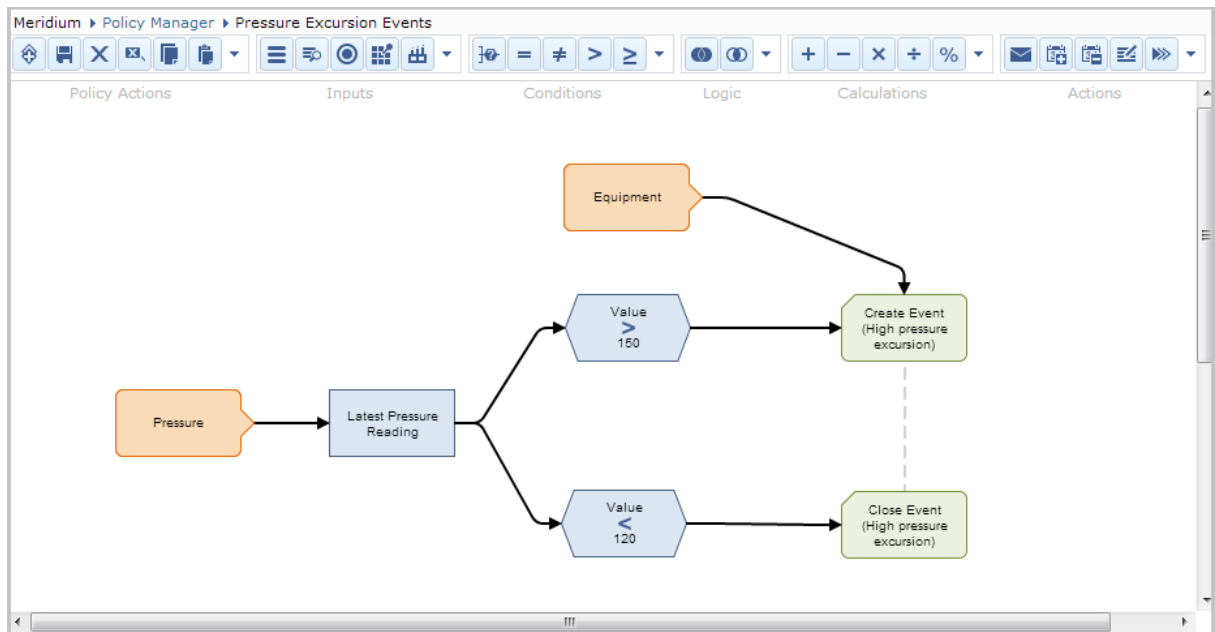 Meridium ▸ Policy Manager ▸ Pressure Excursion Events
= ≠ > ≥ + − × ÷ %
Policy Actions Inputs Conditions Logic Calculations Actions
Equipment
Value
>
150
Create Event
(High pressure
excursion)
Pressure
Latest Pressure
Reading
Value
<
120
Close Event
(High pressure
excursion)